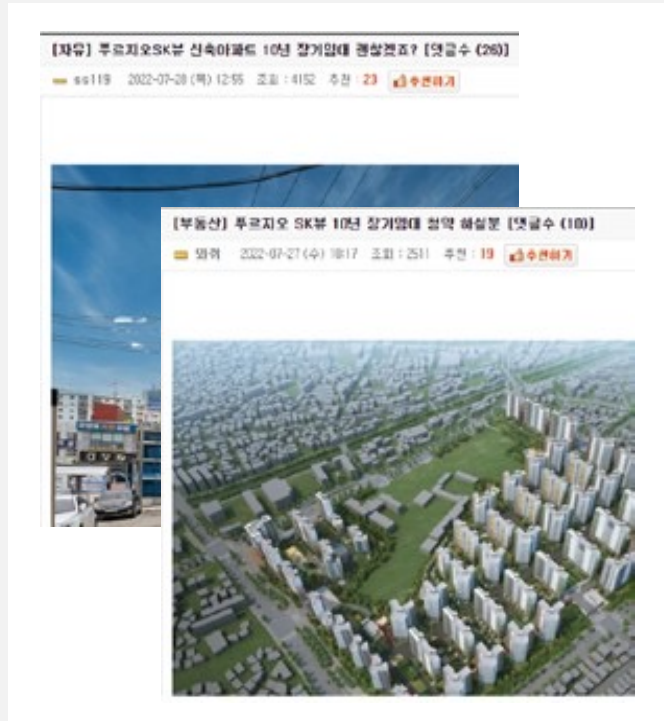 [자유] 푸르지오SK뷰 신축아파트 10년 장기임대 괜찮겠죠? [댓글수 (26)]
ss119 2022-07-28 (목) 12:55 조회 : 4152 추천 : 23 추천하기
[부동산] 푸르지오 SK뷰 10년 장기임대 청약 하실분 [댓글수 (18)]
2022-07-27 (수) 18:17 조회 : 2511 추천 : 19 추천하기